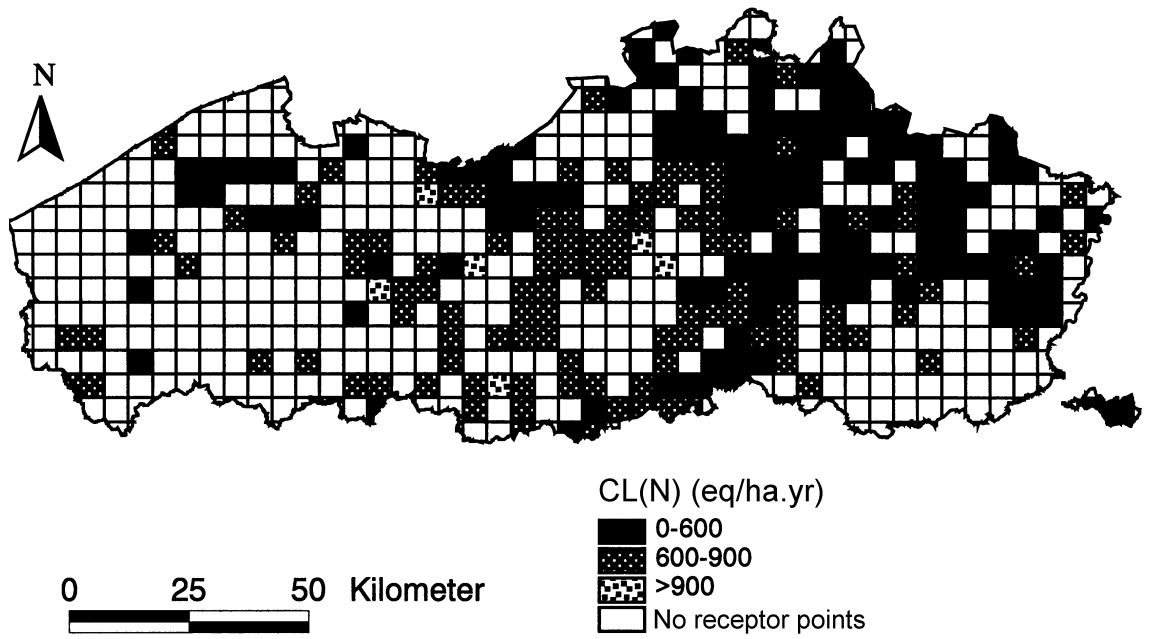 N
CL(N) (eq/ha.yr)
0-600
600-900
>900
No receptor points
0 25 50 Kilometer